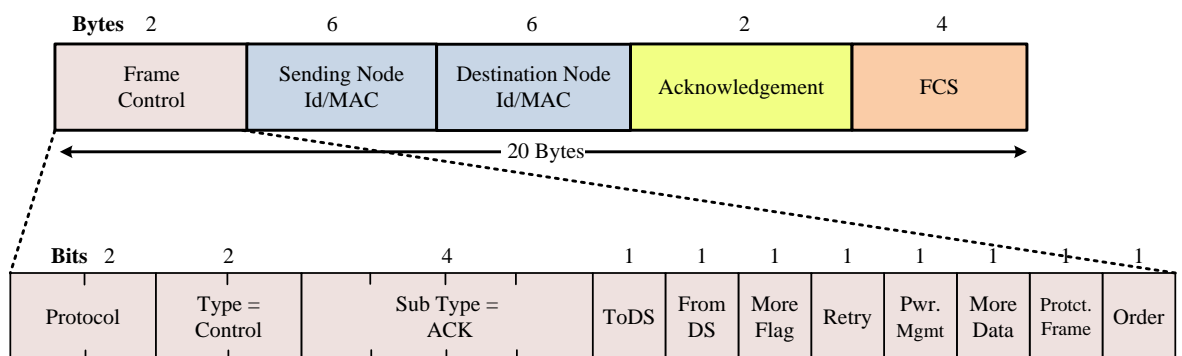 Bytes 2 6 6 2 4
Frame
Control
Sending Node
Id/MAC
Destination Node
Id/MAC
Acknowledgement
FCS
20 Bytes
Bits 2 2 4 1 1 1 1 1 1 1 1
Protocol
Type =
Control
Sub Type =
ACK
ToDS
From
DS
More
Flag
Retry
Pwr.
Mgmt
More
Data
Protct.
Frame
Order